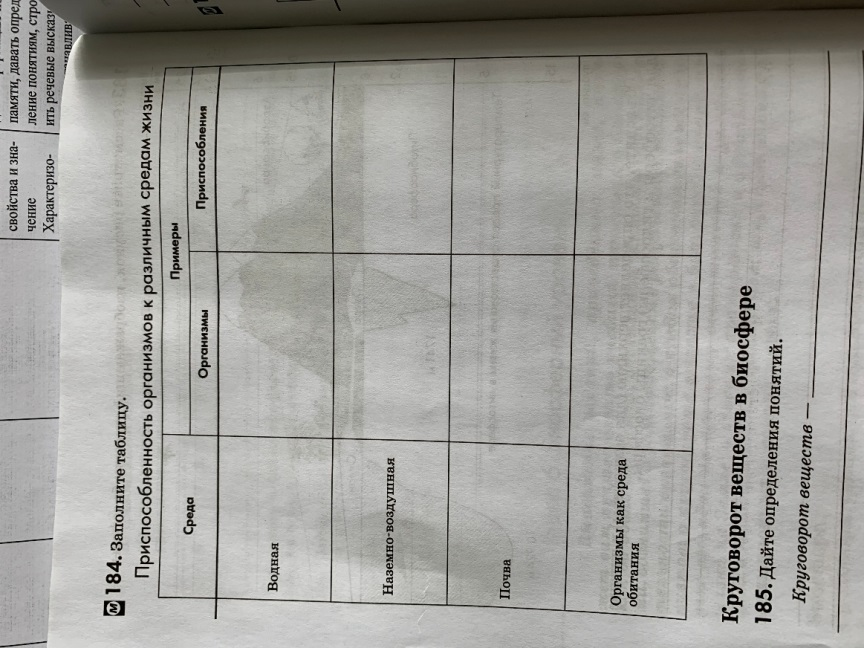 свойства и зна-
чение
Характеризо-
памяти, давать опред
ление понятиям, стро
ить речевые высказ
184. Заполните таблицу.
Приспособленность организмов к различным средам жизни
Среда
Примеры
Организмы
Приспособления
Водная
Наземно-воздушная
Почва
Организмы как среда
обитания
Круговорот веществ в биосфере
185. Дайте определения понятий.
Круговорот веществ —